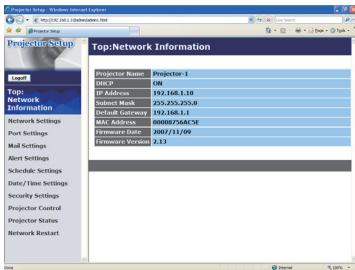 Projector Setup - Windows Internet Explorer
Live Search
Projector Setup
Page
Tools
Projector Setup
Top:Network Information
Logoff
Projector Name Projector-1
DHCP ON
IP Address 192.168.1.10
Subnet Mask 255.255.255.0
Default Gateway 192.168.1.1
MAC Address 00008756AC5E
Firmware Date 2007/11/09
Firmware Version 2.13
Top:
Network
Information
Network Settings
Port Settings
Mail Settings
Alert Settings
Schedule Settings
Date/Time Settings
Security Settings
Projector Control
Projector Status
Network Restart
Done
Internet
100%